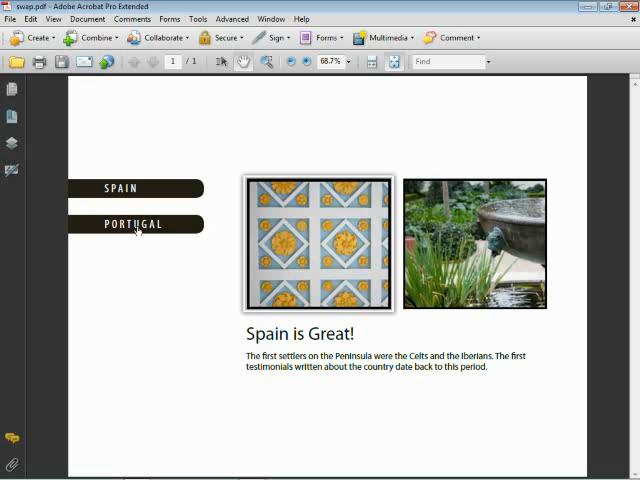 swap.pdf - Adobe Acrobat Pro Extended
File Edit View Document Comments Forms Tools Advanced Window Help
Create Combine Collaborate Secure Sign Forms Multimedia Comment
1 / 1 68.7% Find
SPAIN
PORTUGAL
Spain is Great!
The first settlers on the Peninsula were the Celts and the Iberians. The first
testimonials written about the country date back to this period.